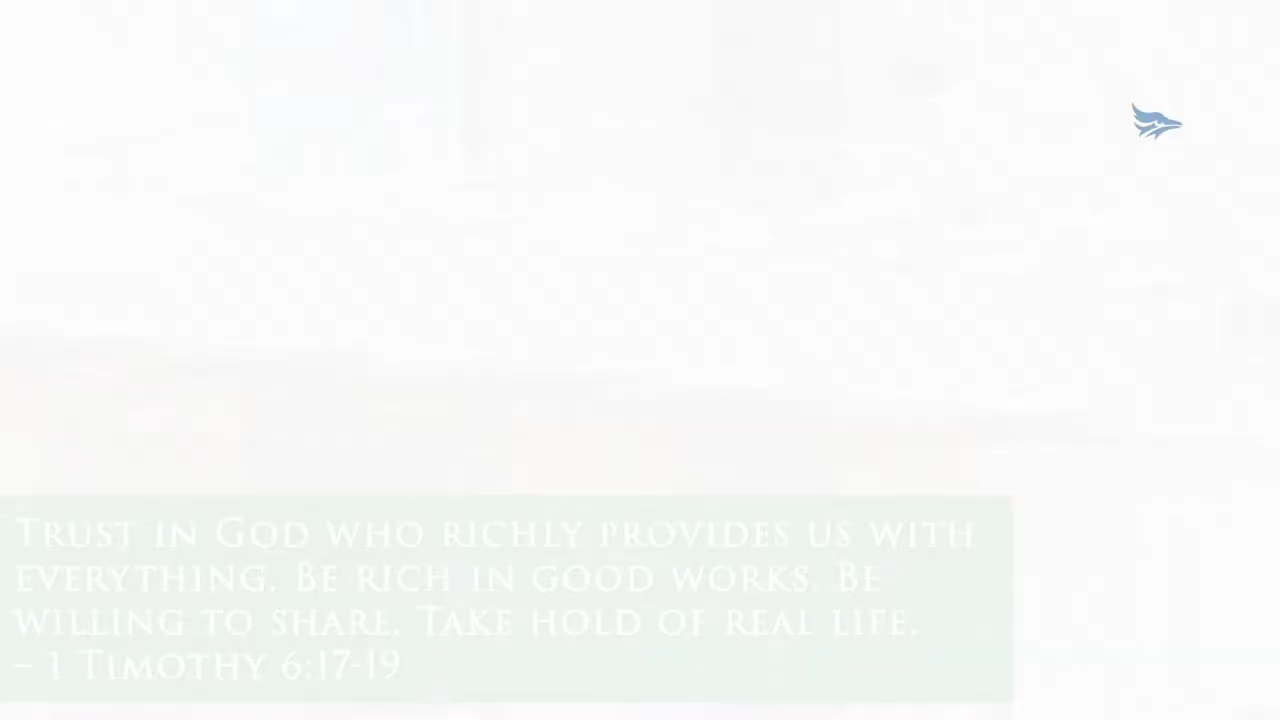 Trust in God who richly provides us with
everything. Be rich in good works. Be
willing to share. Take hold of real life.
– 1 Timothy 6:17-19